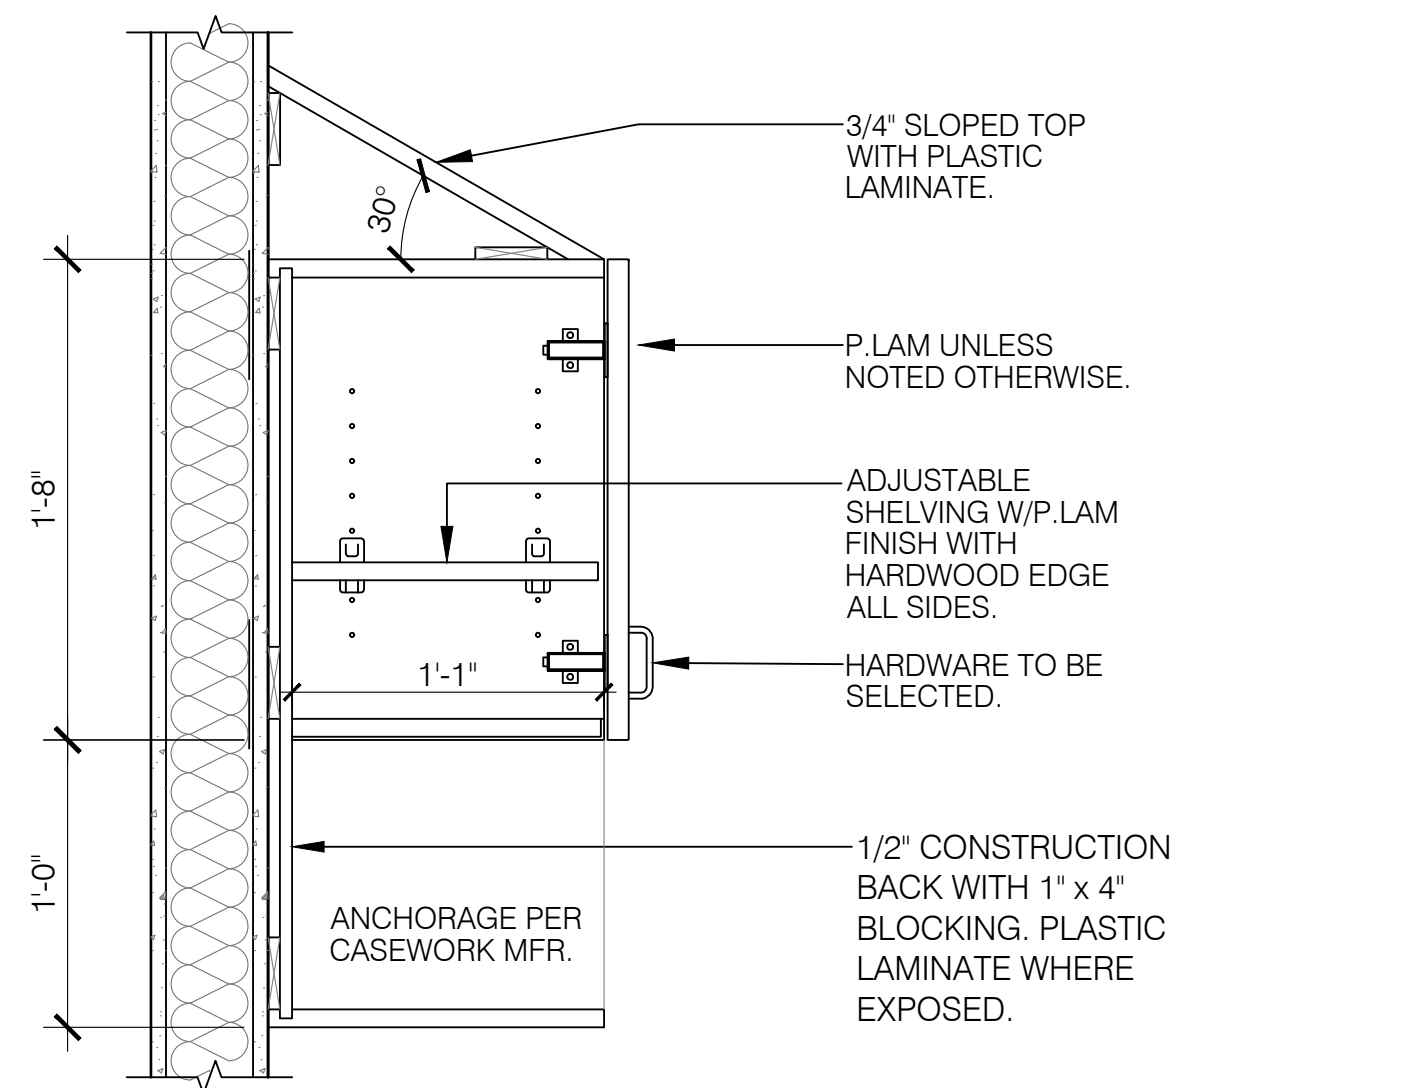 3/4" SLOPED TOP
WITH PLASTIC
LAMINATE.
30°
P.LAM UNLESS
NOTED OTHERWISE.
1'-8"
ADJUSTABLE
SHELVING W/P.LAM
FINISH WITH
HARDWOOD EDGE
ALL SIDES.
1'-1"
HARDWARE TO BE
SELECTED.
1'-0"
1/2" CONSTRUCTION
BACK WITH 1" x 4"
BLOCKING. PLASTIC
LAMINATE WHERE
EXPOSED.
ANCHORAGE PER
CASEWORK MFR.